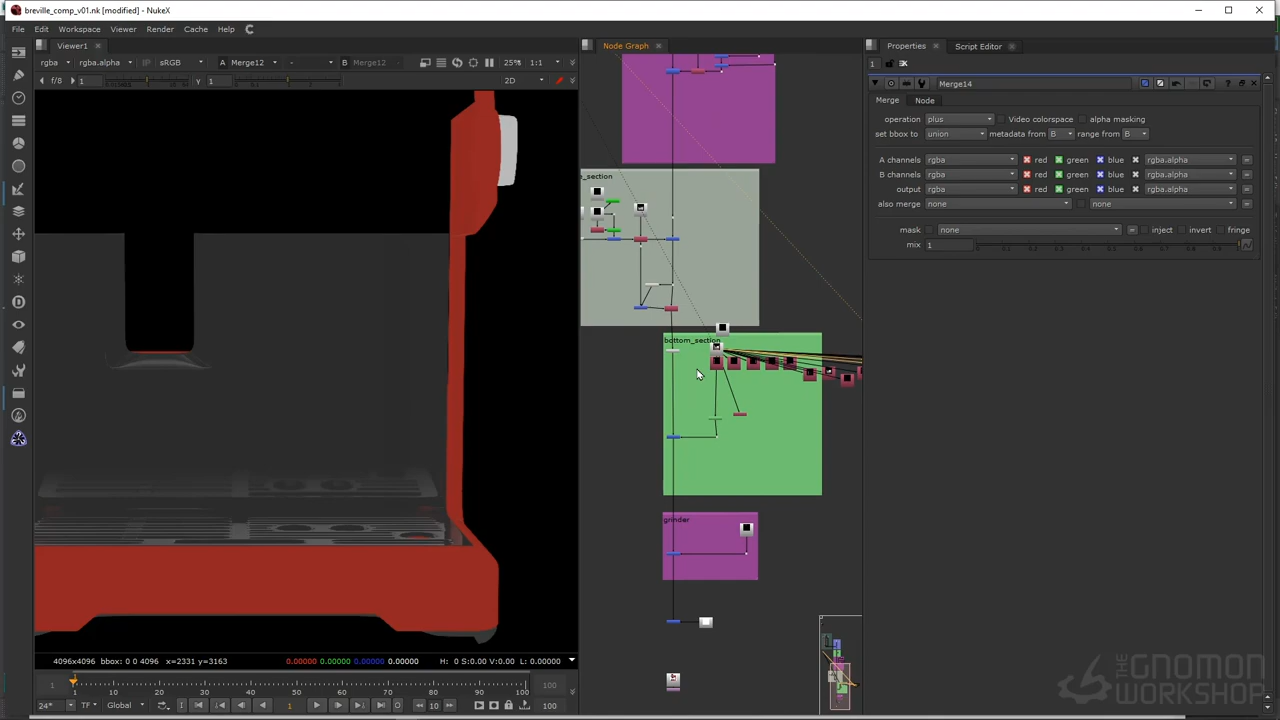 breville_comp_v01.nk [modified] - NukeX
File Edit Workspace Viewer Render Cache Help
Viewer1 Node Graph Properties Script Editor
rgba rgba.alpha IP sRGB A Merge12 - B Merge12 25% 1:1 1
f/8 1 Y 1 2D
Merge14
Merge Node
operation plus Video colorspace alpha masking
set bbox to union metadata from B range from B
A channels rgba red green blue rgba.alpha
B channels rgba red green blue rgba.alpha
output rgba red green blue rgba.alpha
also merge none none
mask none inject invert fringe
mix 1
e_section
bottom_section
grinder
4096x4096 bbox: 0 0 4096 x=2331 y=3163 0.00000 0.00000 0.00000 0.00000 H: 0 S:0.00 V:0.00 L: 0.00000
1 1 10 20 30 40 50 60 70 80 90 100 100
24* TF Global 1 10 100
THE GNOMON WORKSHOP